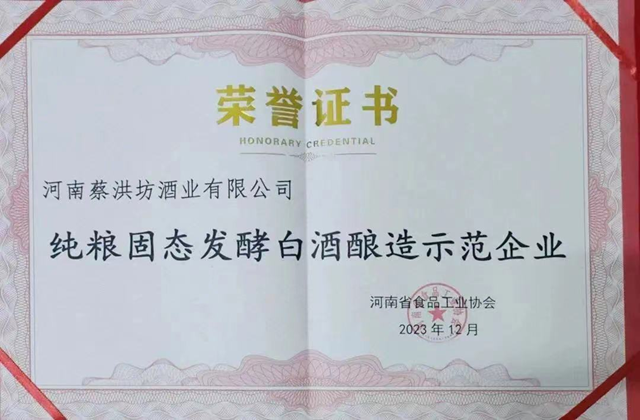 荣誉证书
HONORARY CREDENTIAL
河南蔡洪坊酒业有限公司
纯粮固态发酵白酒酿造示范企业
河南省食品工业协会
2023年12月